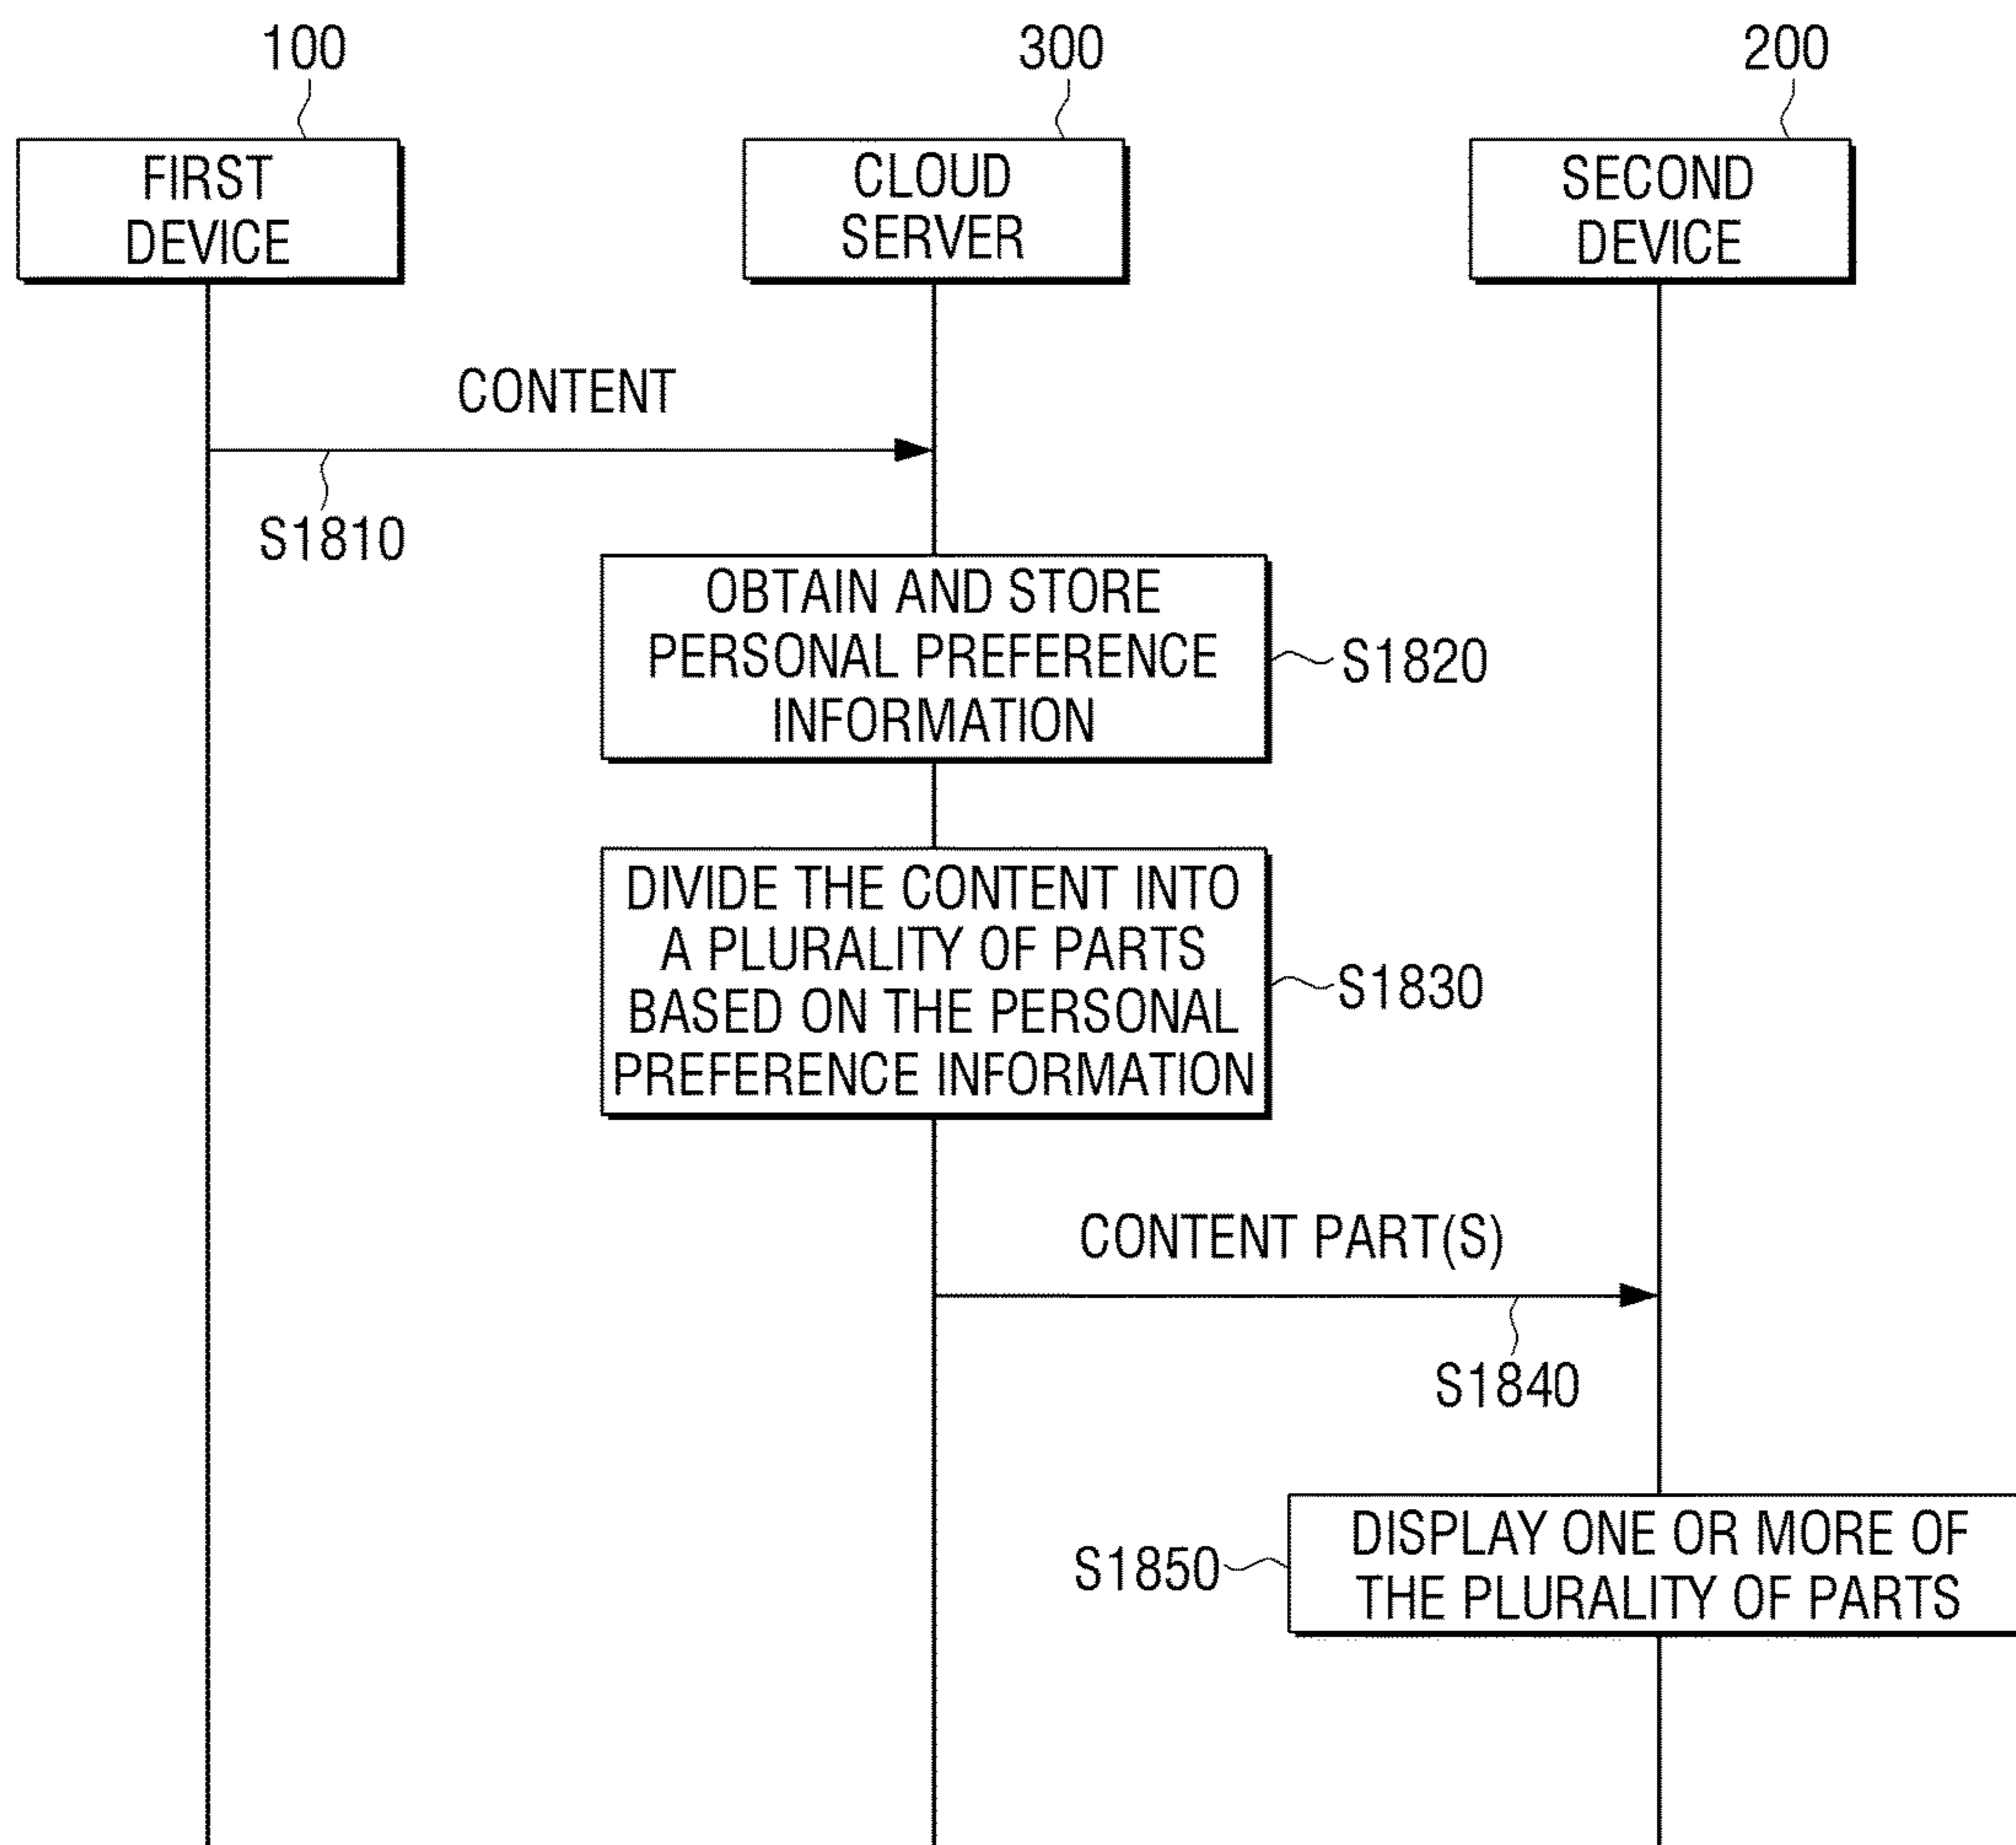 100
300
200
FIRST
DEVICE
CLOUD
SERVER
SECOND
DEVICE
CONTENT
S1810
OBTAIN AND STORE
PERSONAL PREFERENCE
INFORMATION
S1820
DIVIDE THE CONTENT INTO
A PLURALITY OF PARTS
BASED ON THE PERSONAL
PREFERENCE INFORMATION
S1830
CONTENT PART(S)
S1840
S1850
DISPLAY ONE OR MORE OF
THE PLURALITY OF PARTS